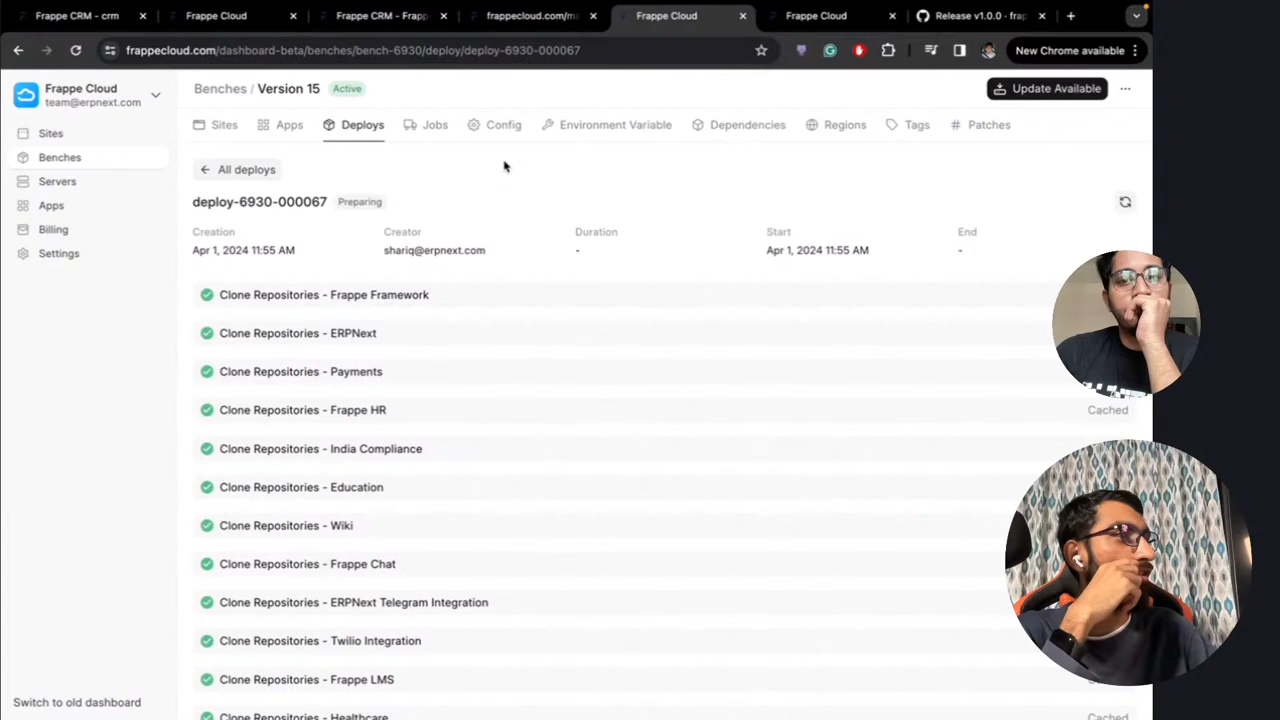 Frappe CRM - crm
Frappe Cloud
Frappe CRM - Frapp
frappecloud.com/ma
Frappe Cloud
Frappe Cloud
Release v1.0.0 · frap
frappecloud.com/dashboard-beta/benches/bench-6930/deploy/deploy-6930-000067
New Chrome available
Frappe Cloud
team@erpnext.com
Benches / Version 15
Active
Update Available
Sites
Apps
Deploys
Jobs
Config
Environment Variable
Dependencies
Regions
Tags
Patches
Sites
Benches
Servers
Apps
Billing
Settings
All deploys
deploy-6930-000067
Preparing
Creation
Creator
Duration
Start
End
Apr 1, 2024 11:55 AM
shariq@erpnext.com
-
Apr 1, 2024 11:55 AM
-
Clone Repositories - Frappe Framework
Clone Repositories - ERPNext
Clone Repositories - Payments
Clone Repositories - Frappe HR
Cached
Clone Repositories - India Compliance
Clone Repositories - Education
Clone Repositories - Wiki
Clone Repositories - Frappe Chat
Clone Repositories - ERPNext Telegram Integration
Clone Repositories - Twilio Integration
Clone Repositories - Frappe LMS
Clone Repositories - Healthcare
Cached
Switch to old dashboard